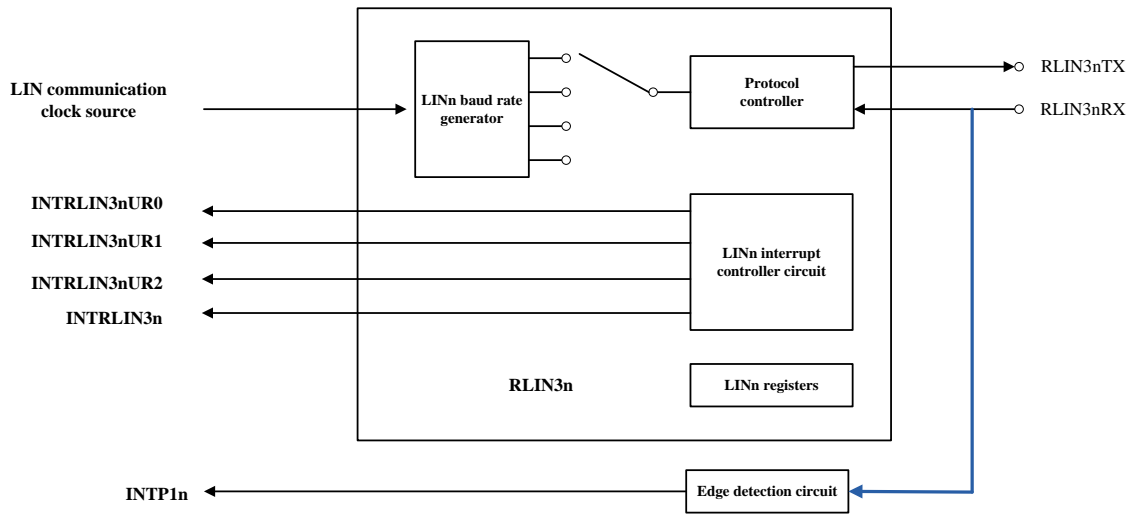 LIN communication
clock source
LINn baud rate
generator
Protocol
controller
RLIN3nTX
RLIN3nRX
INTRLIN3nUR0
INTRLIN3nUR1
INTRLIN3nUR2
INTRLIN3n
LINn interrupt
controller circuit
RLIN3n
LINn registers
INTP1n
Edge detection circuit